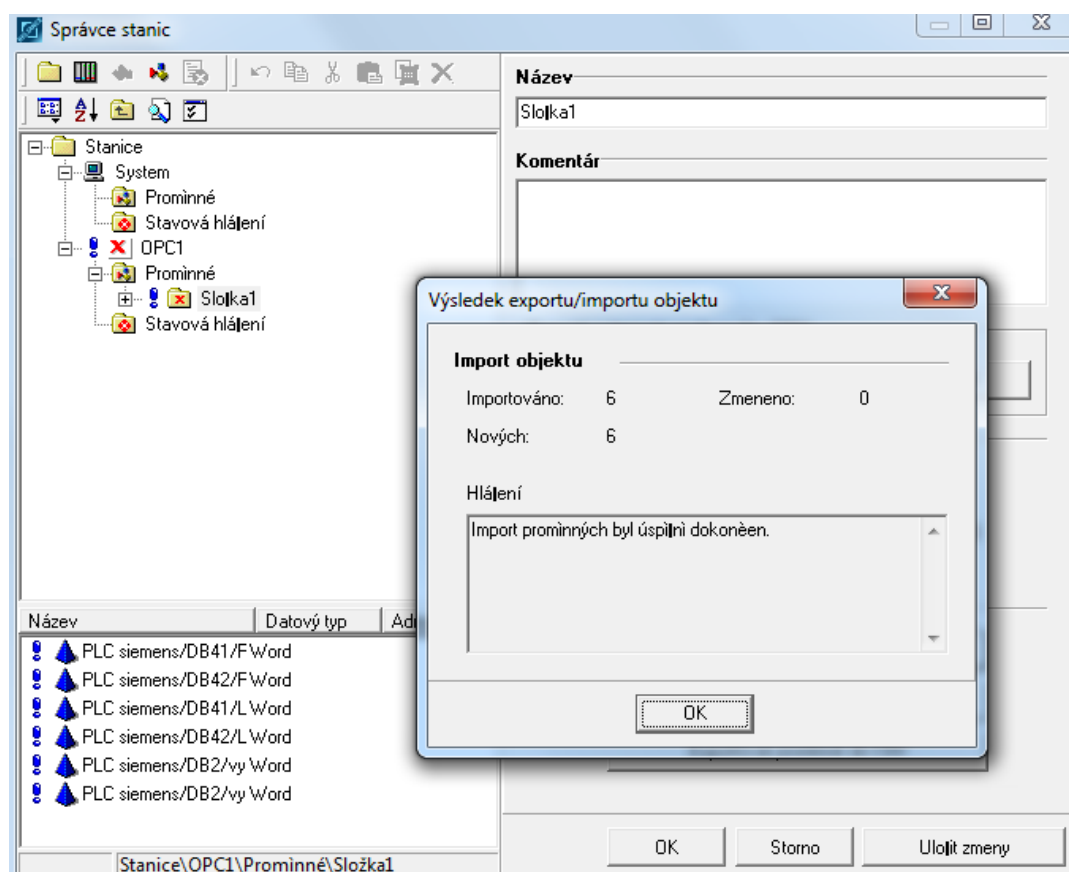 Správce stanic
Stanice
System
Promìnné
Stavová hlá|ení
OPC1
Promìnné
Slo|ka1
Stavová hlá|ení
Název
Slo|ka1
Komentár
Výsledek exportu/importu objektu
Import objektu
Importováno: 6 Zmeneno: 0
Nových: 6
Hlá|ení
Import promìnných byl úspì|nì dokonèen.
OK
Název Datový typ
PLC siemens/DB41/F Word
PLC siemens/DB42/F Word
PLC siemens/DB41/L Word
PLC siemens/DB42/L Word
PLC siemens/DB2/vy Word
PLC siemens/DB2/vy Word
OK Storno Ulo|it zmeny
Stanice\OPC1\Promìnné\Složka1